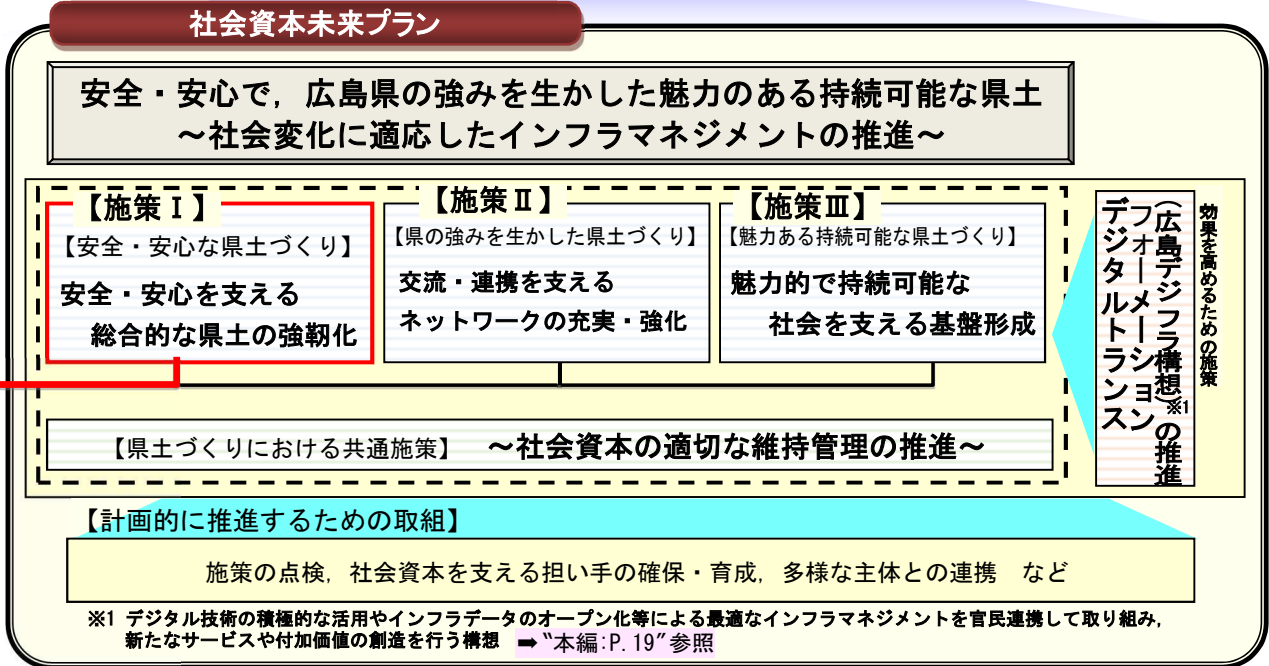 社会資本未来プラン
安全・安心で，広島県の強みを生かした魅力のある持続可能な県土
～社会変化に適応したインフラマネジメントの推進～
【施策Ⅰ】
【安全・安心な県土づくり】
安全・安心を支える
総合的な県土の強靭化
【施策Ⅱ】
【県の強みを生かした県土づくり】
交流・連携を支える
ネットワークの充実・強化
【施策Ⅲ】
【魅力ある持続可能な県土づくり】
魅力的で持続可能な
社会を支える基盤形成
【県土づくりにおける共通施策】 ～社会資本の適切な維持管理の推進～
効果を高めるための施策
デジタルトランス
フォーメーション
（広島デジフラ構想）※1の推進
【計画的に推進するための取組】
施策の点検，社会資本を支える担い手の確保・育成，多様な主体との連携　など
※1 デジタル技術の積極的な活用やインフラデータのオープン化等による最適なインフラマネジメントを官民連携して取り組み，
新たなサービスや付加価値の創造を行う構想 ➡“本編:P.19”参照